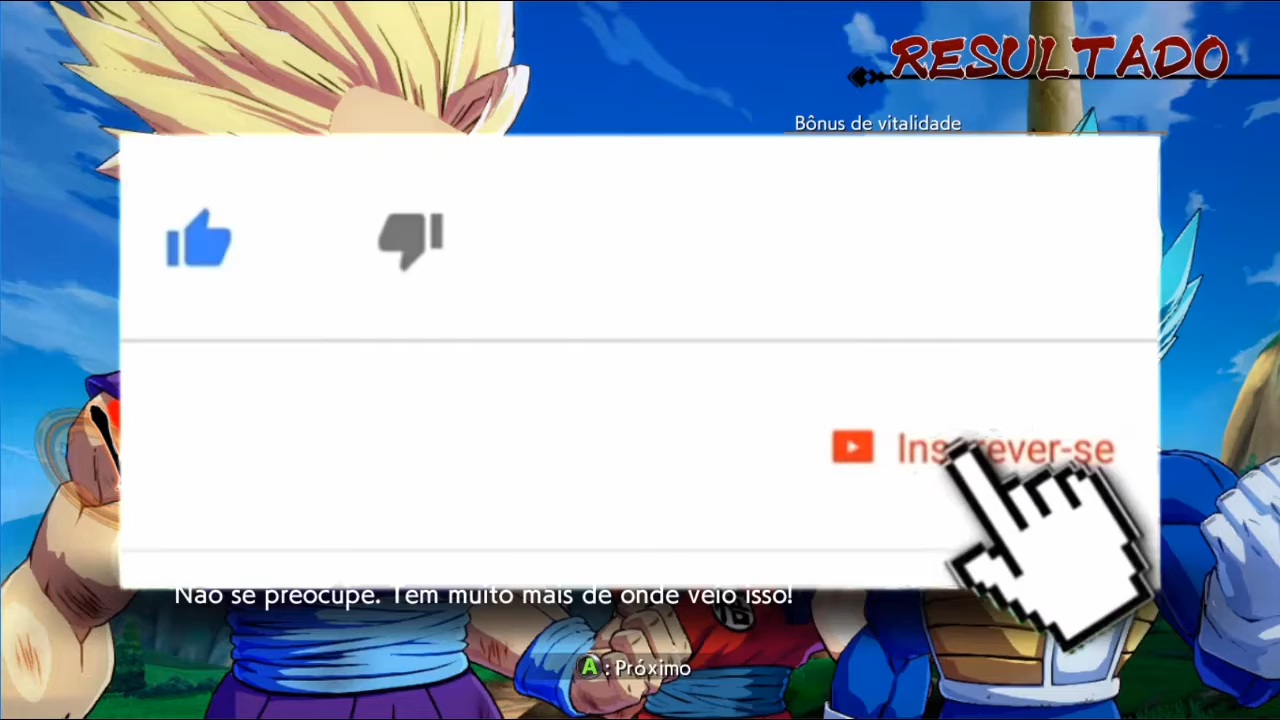 RESULTADO
Bônus de vitalidade
Inscrever-se
Não se preocupe. Tem muito mais de onde veio isso!
A : Próximo